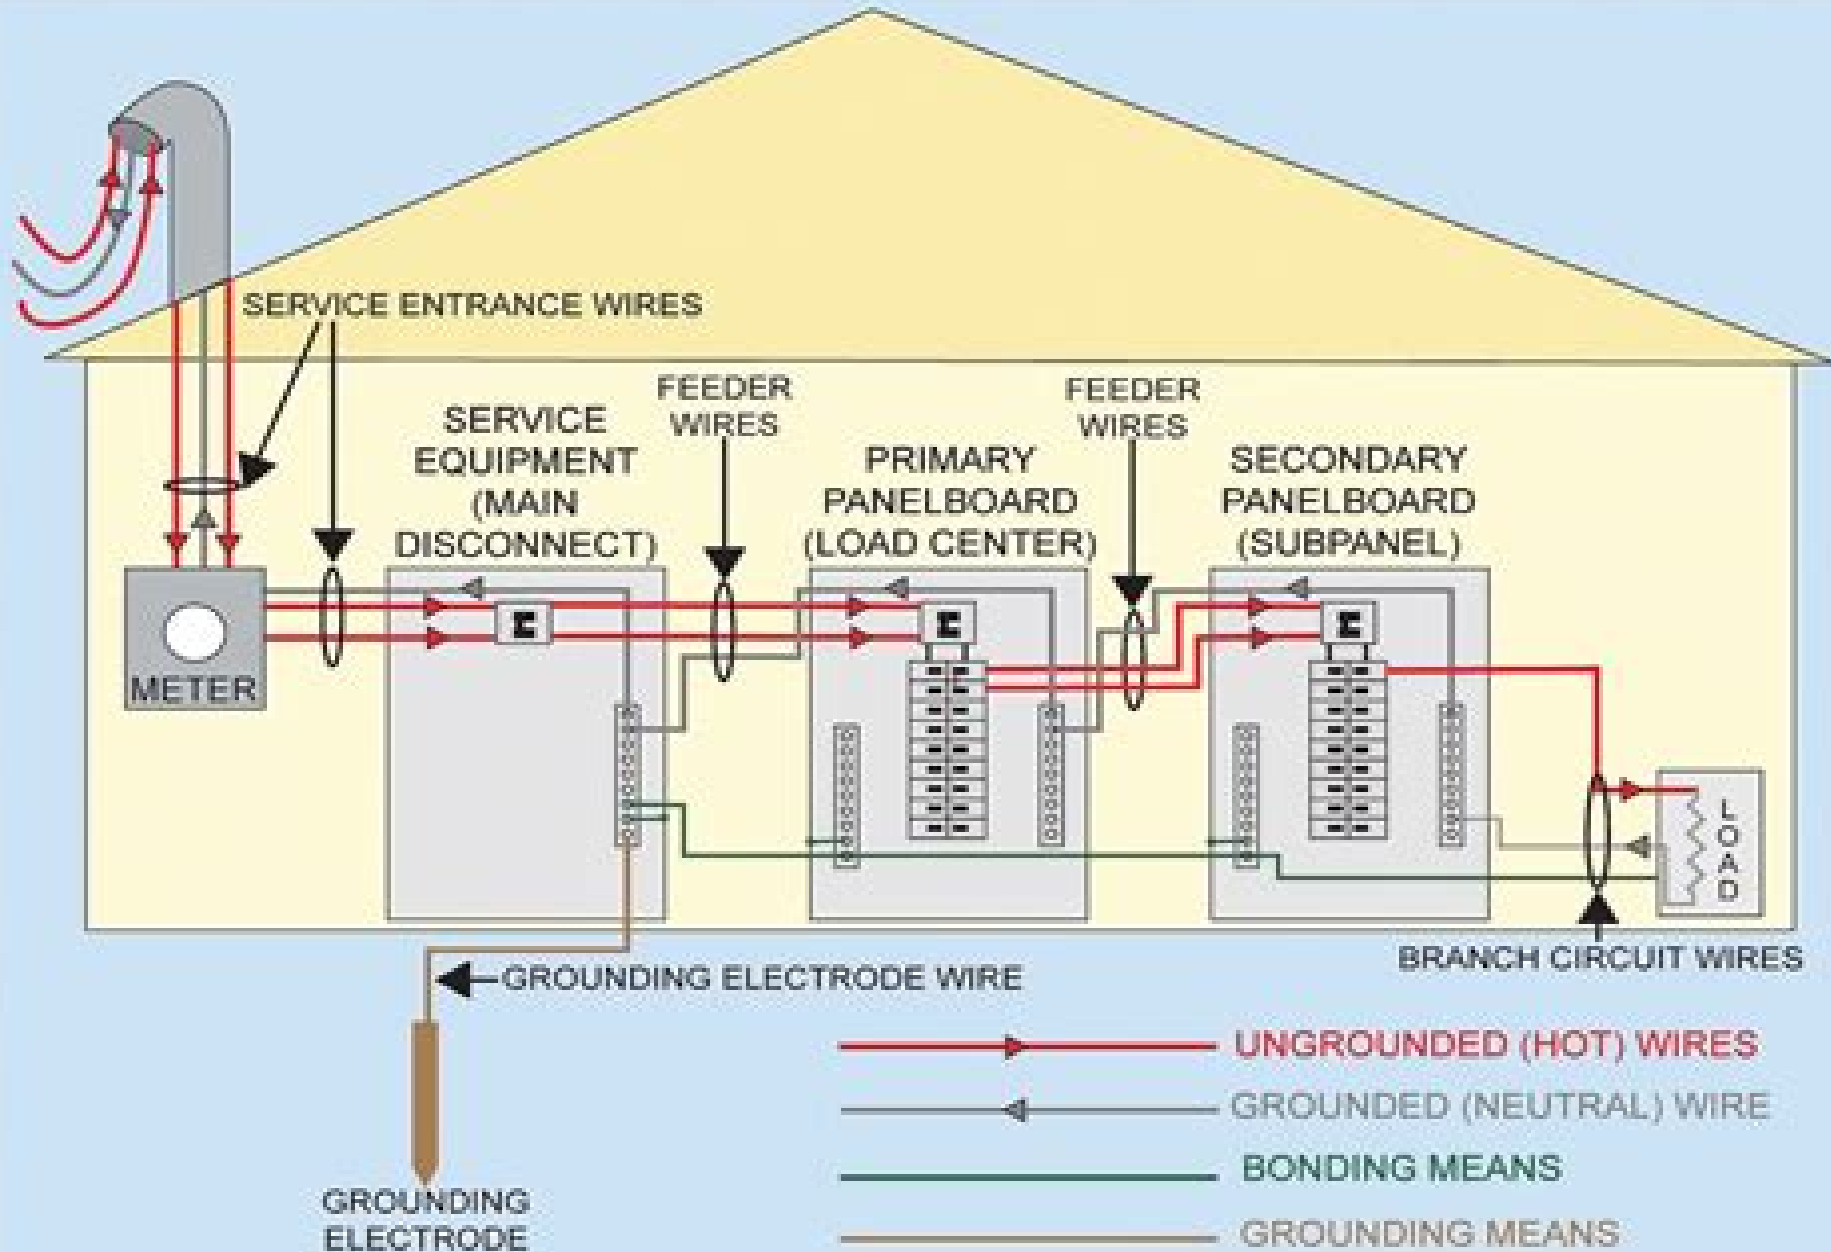 SERVICE ENTRANCE WIRES
FEEDER
WIRES
FEEDER
WIRES
SERVICE
EQUIPMENT
(MAIN
DISCONNECT)
PRIMARY
PANELBOARD
(LOAD CENTER)
SECONDARY
PANELBOARD
(SUBPANEL)
METER
LOAD
BRANCH CIRCUIT WIRES
GROUNDING ELECTRODE WIRE
GROUNDING
ELECTRODE
UNGROUNDED (HOT) WIRES
GROUNDED (NEUTRAL) WIRE
BONDING MEANS
GROUNDING MEANS